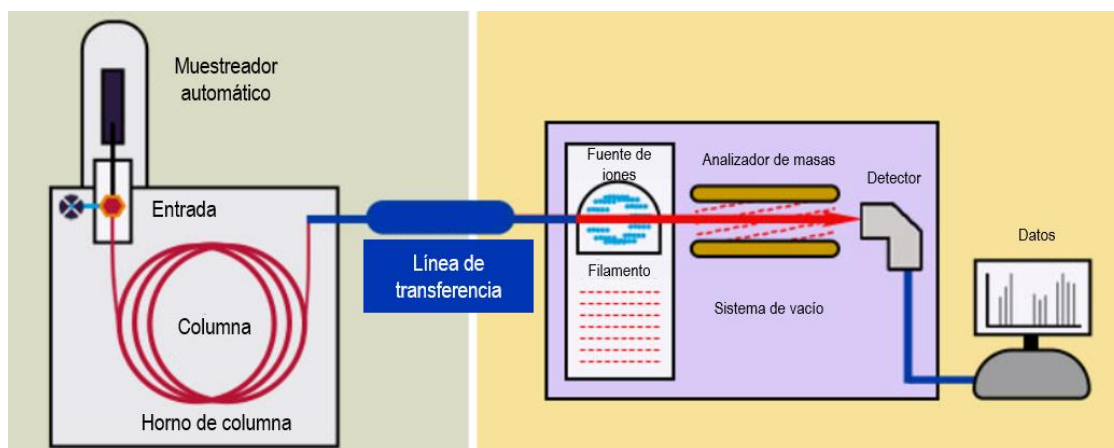 Muestreador
automático
Entrada
Columna
Horno de columna
Línea de
transferencia
Fuente de
iones
Filamento
Analizador de masas
Sistema de vacío
Detector
Datos